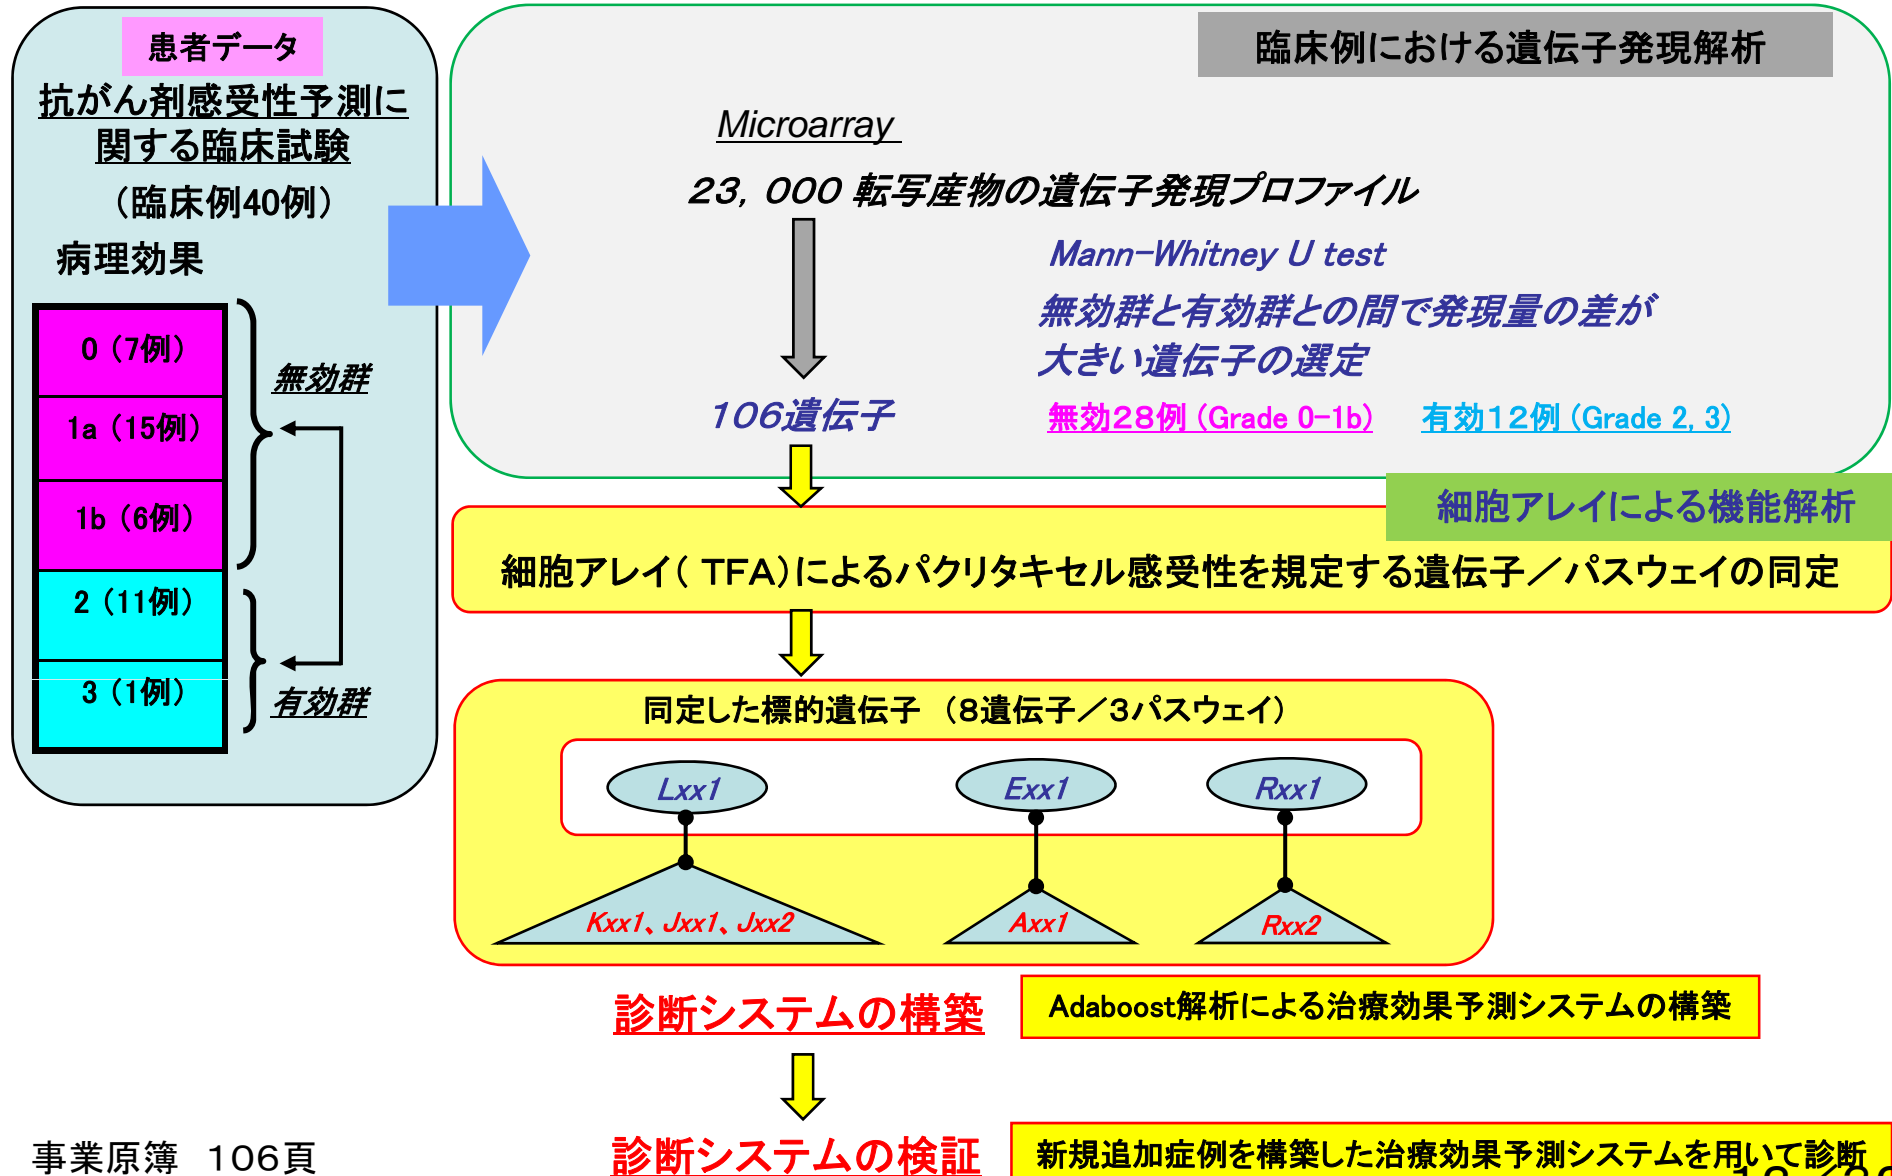 患者データ
抗がん剤感受性予測に
関する臨床試験
（臨床例40例）
病理効果
0（7例）
1a（15例）
1b（6例）
2（11例）
3（1例）
無効群
有効群
臨床例における遺伝子発現解析
Microarray
２３，０００ 転写産物の遺伝子発現プロファイル
Mann-Whitney U test
無効群と有効群との間で発現量の差が
大きい遺伝子の選定
１０６遺伝子
無効２８例（Grade 0-1b)
有効１２例（Grade 2, 3)
細胞アレイによる機能解析
細胞アレイ（ TFA）によるパクリタキセル感受性を規定する遺伝子／パスウェイの同定
同定した標的遺伝子　（８遺伝子／３パスウェイ）
Lxx1
Exx1
Rxx1
Kxx1、Jxx1、Jxx2
Axx1
Rxx2
診断システムの構築
Adaboost解析による治療効果予測システムの構築
診断システムの検証
新規追加症例を構築した治療効果予測システムを用いて診断
事業原簿　１０６頁